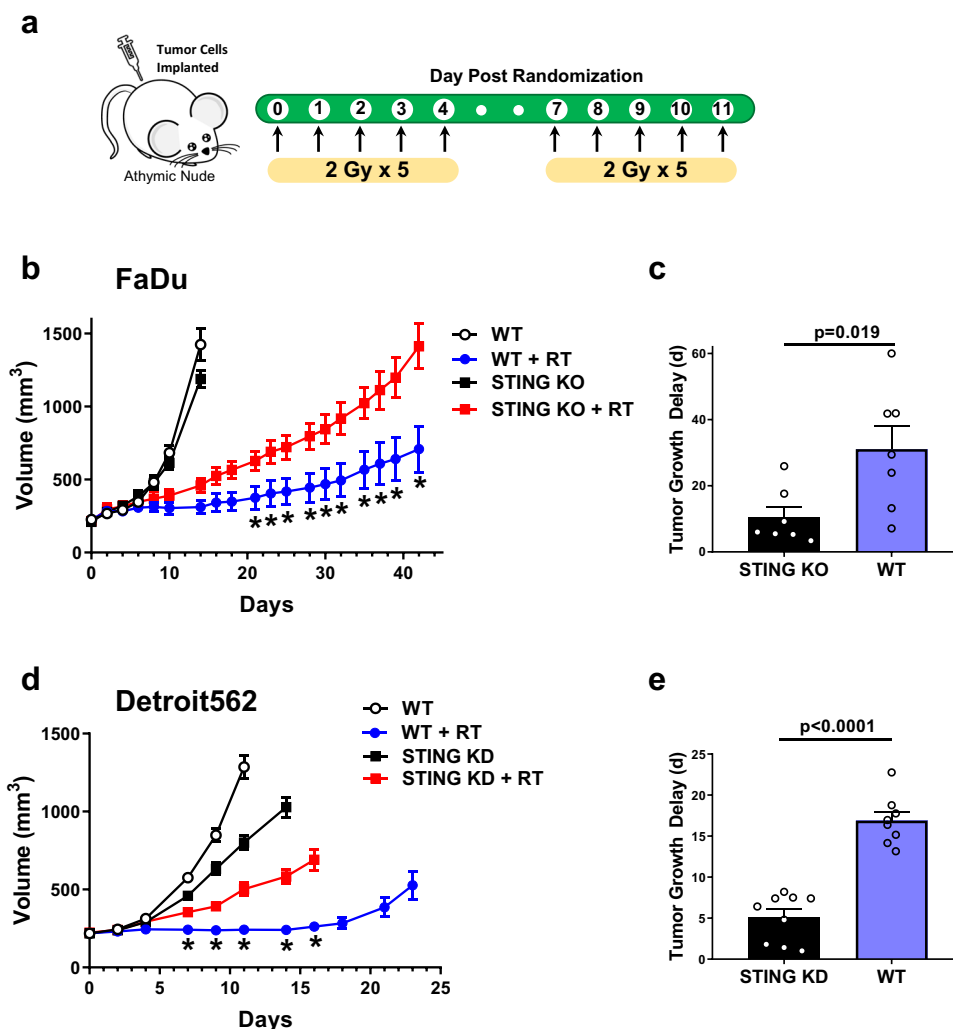 a
Tumor Cells
Implanted
Athymic Nude
Day Post Randomization
0 1 2 3 4 7 8 9 10 11
2 Gy x 5 2 Gy x 5
b
FaDu
Volume (mm³)
1500
1000
500
0
0 10 20 30 40
Days
WT
WT + RT
STING KO
STING KO + RT
* * * * * * * * * *
c
p=0.019
Tumor Growth Delay (d)
60
40
20
0
STING KO WT
d
Detroit562
Volume (mm³)
1500
1000
500
0
0 5 10 15 20 25
Days
WT
WT + RT
STING KD
STING KD + RT
* * * * *
e
p<0.0001
Tumor Growth Delay (d)
25
20
15
10
5
0
STING KD WT